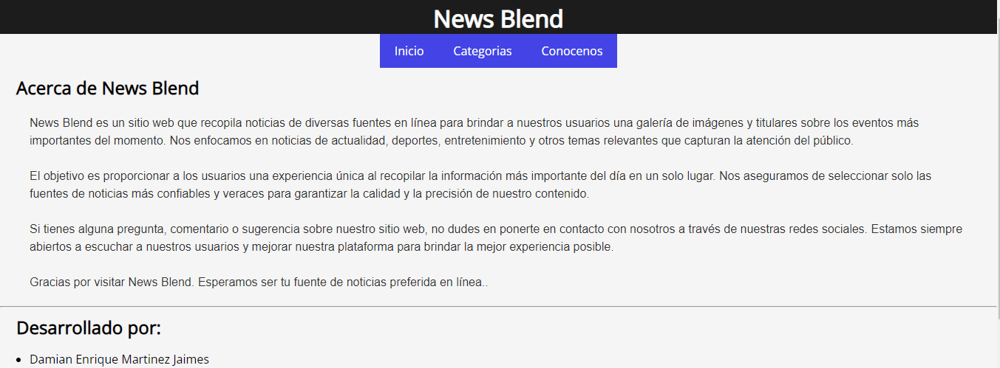 News Blend
Inicio Categorias Conocenos
Acerca de News Blend
News Blend es un sitio web que recopila noticias de diversas fuentes en línea para brindar a nuestros usuarios una galería de imágenes y titulares sobre los eventos más
importantes del momento. Nos enfocamos en noticias de actualidad, deportes, entretenimiento y otros temas relevantes que capturan la atención del público.
El objetivo es proporcionar a los usuarios una experiencia única al recopilar la información más importante del día en un solo lugar. Nos aseguramos de seleccionar solo las
fuentes de noticias más confiables y veraces para garantizar la calidad y la precisión de nuestro contenido.
Si tienes alguna pregunta, comentario o sugerencia sobre nuestro sitio web, no dudes en ponerte en contacto con nosotros a través de nuestras redes sociales. Estamos siempre
abiertos a escuchar a nuestros usuarios y mejorar nuestra plataforma para brindar la mejor experiencia posible.
Gracias por visitar News Blend. Esperamos ser tu fuente de noticias preferida en línea..
Desarrollado por:
• Damian Enrique Martinez Jaimes